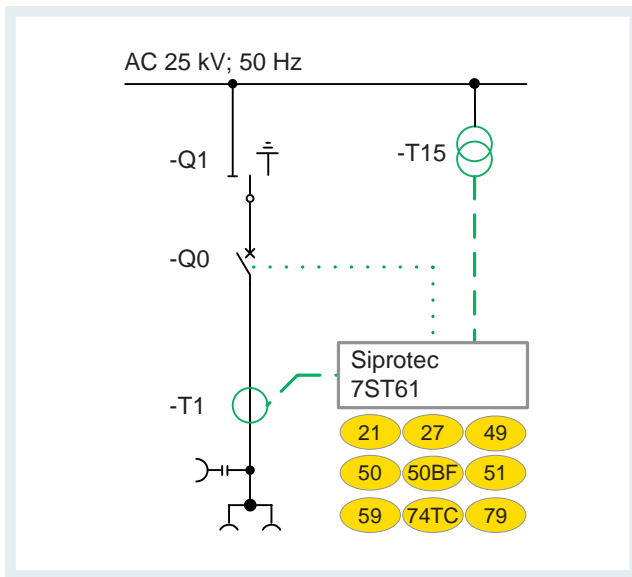 AC 25 kV; 50 Hz
-Q1
-T15
-Q0
Siprotec
7ST61
-T1
21 27 49
50 50BF 51
59 74TC 79